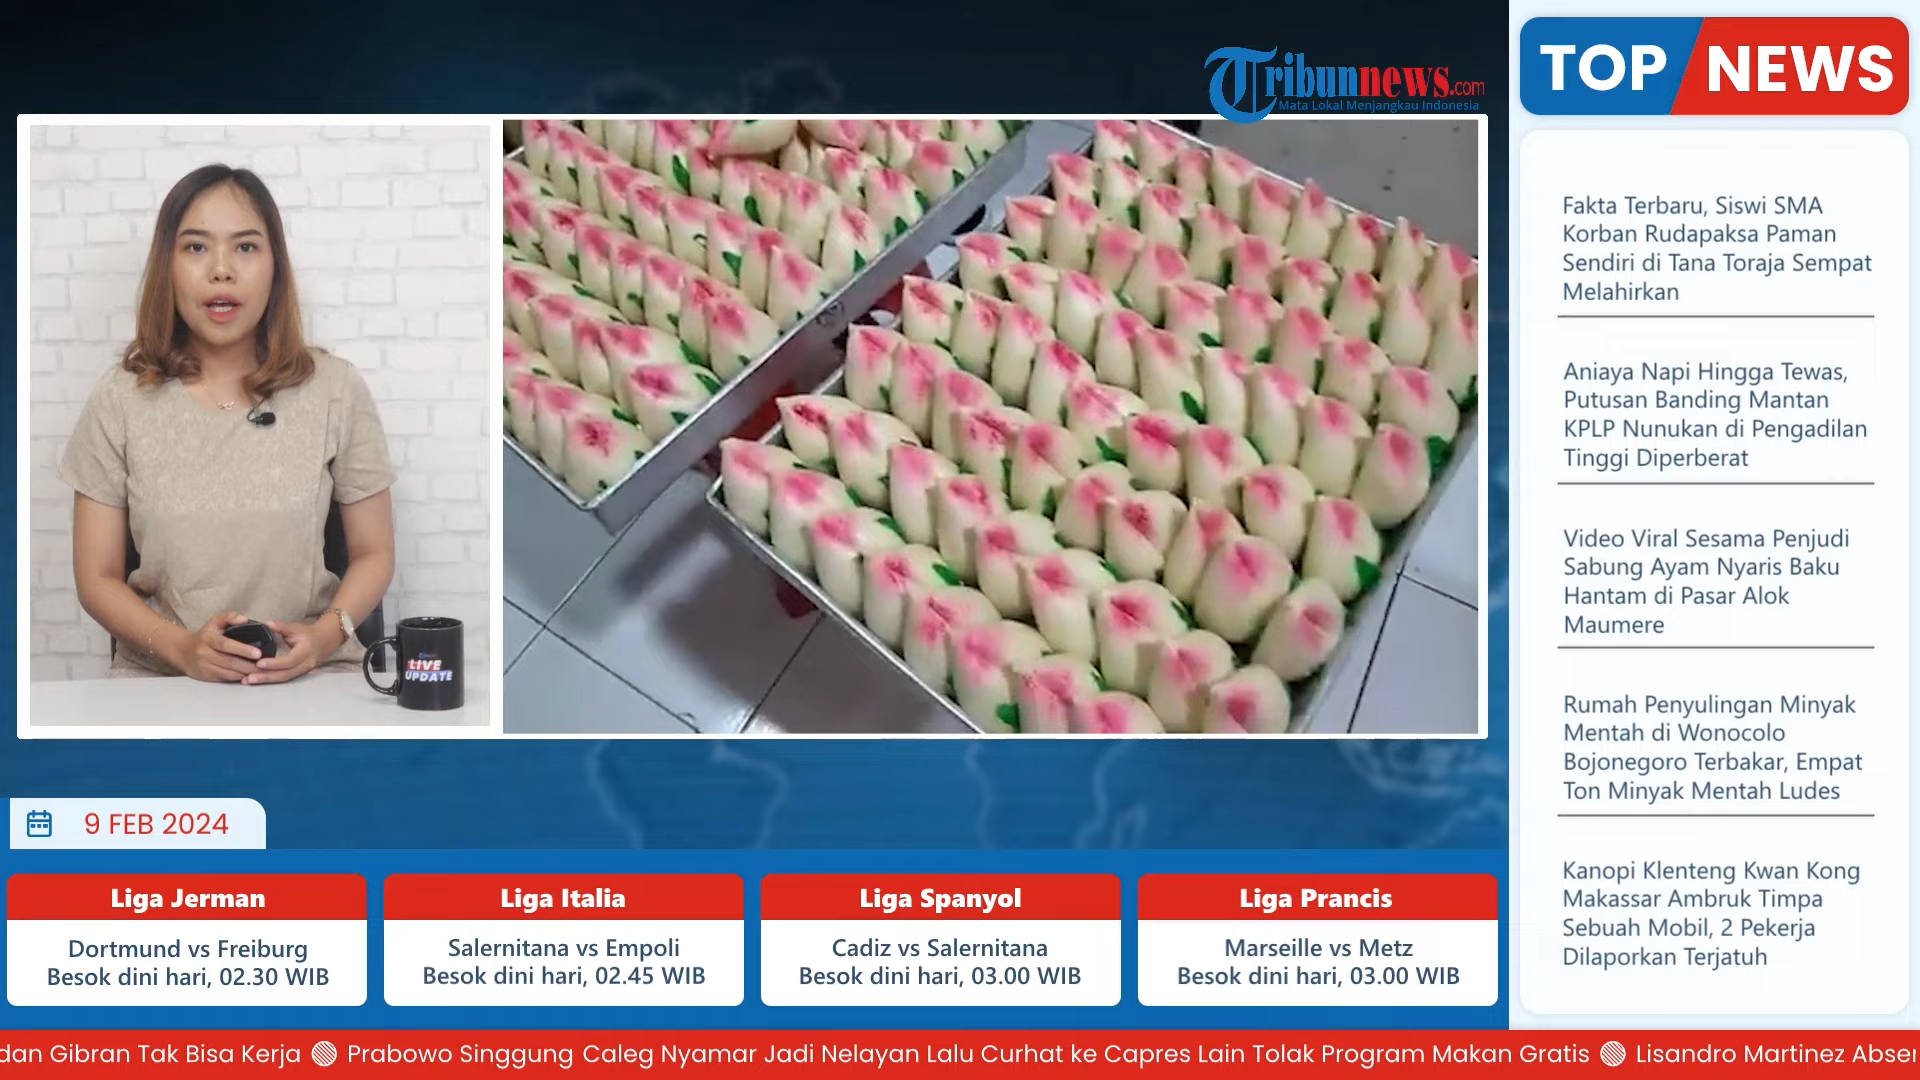 Tribunnews.com
Mata Lokal Menjangkau Indonesia
LIVE
UPDATE
TOP NEWS
Fakta Terbaru, Siswi SMA
Korban Rudapaksa Paman
Sendiri di Tana Toraja Sempat
Melahirkan
Aniaya Napi Hingga Tewas,
Putusan Banding Mantan
KPLP Nunukan di Pengadilan
Tinggi Diperberat
Video Viral Sesama Penjudi
Sabung Ayam Nyaris Baku
Hantam di Pasar Alok
Maumere
Rumah Penyulingan Minyak
Mentah di Wonocolo
Bojonegoro Terbakar, Empat
Ton Minyak Mentah Ludes
Kanopi Klenteng Kwan Kong
Makassar Ambruk Timpa
Sebuah Mobil, 2 Pekerja
Dilaporkan Terjatuh
9 FEB 2024
Liga Jerman
Dortmund vs Freiburg
Besok dini hari, 02.30 WIB
Liga Italia
Salernitana vs Empoli
Besok dini hari, 02.45 WIB
Liga Spanyol
Cadiz vs Salernitana
Besok dini hari, 03.00 WIB
Liga Prancis
Marseille vs Metz
Besok dini hari, 03.00 WIB
dan Gibran Tak Bisa Kerja Prabowo Singgung Caleg Nyamar Jadi Nelayan Lalu Curhat ke Capres Lain Tolak Program Makan Gratis Lisandro Martinez Abse